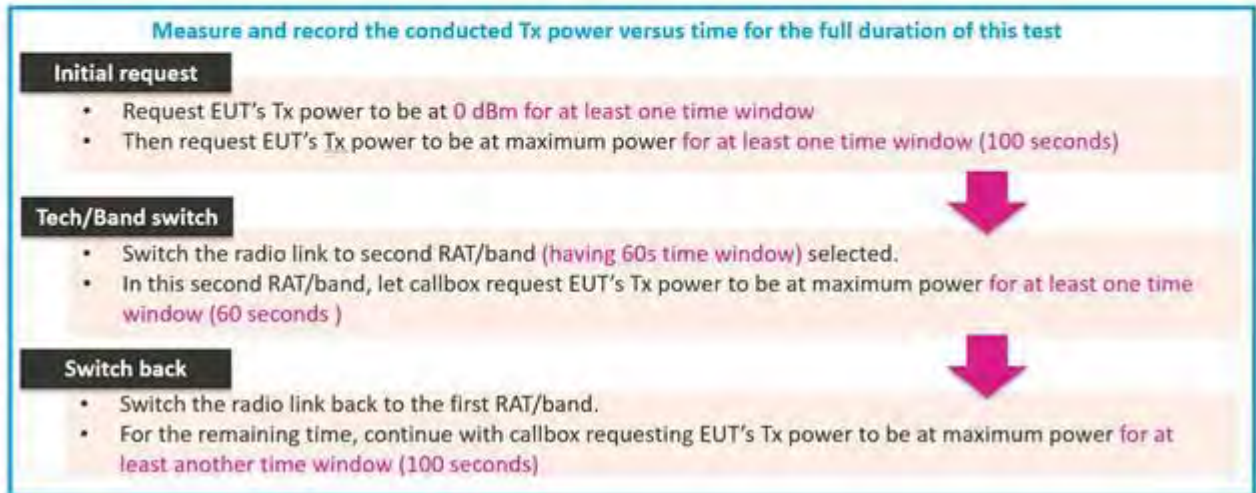 Measure and record the conducted Tx power versus time for the full duration of this test
Initial request
• Request EUT's Tx power to be at 0 dBm for at least one time window
• Then request EUT's Tx power to be at maximum power for at least one time window (100 seconds)
Tech/Band switch
• Switch the radio link to second RAT/band (having 60s time window) selected.
• In this second RAT/band, let callbox request EUT's Tx power to be at maximum power for at least one time
window (60 seconds )
Switch back
• Switch the radio link back to the first RAT/band.
• For the remaining time, continue with callbox requesting EUT's Tx power to be at maximum power for at
least another time window (100 seconds)